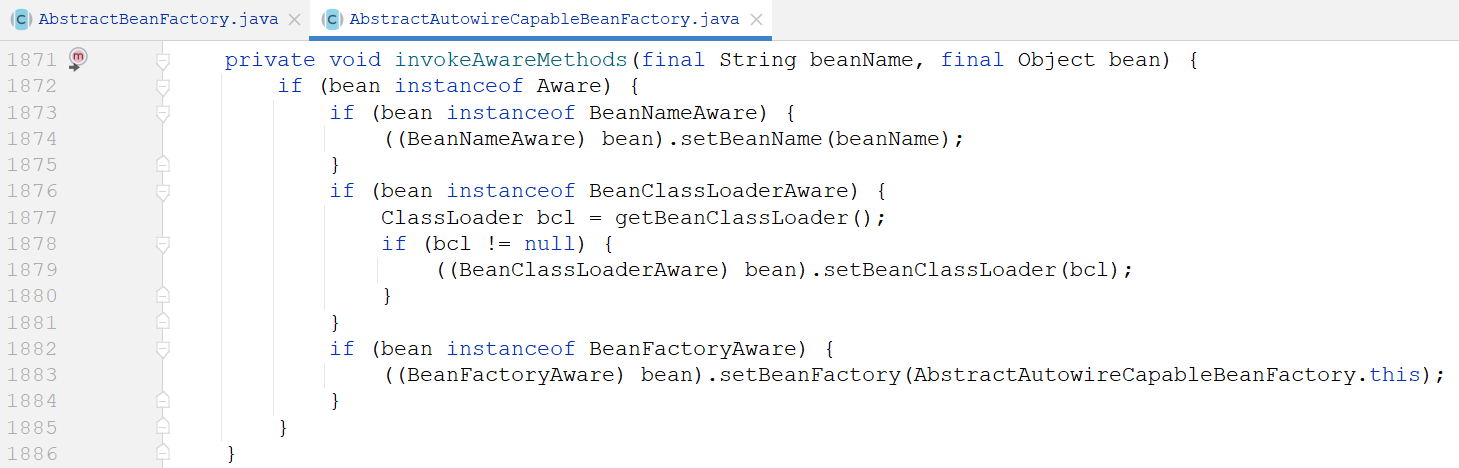 C AbstractBeanFactory.java × C AbstractAutowireCapableBeanFactory.java ×
1871 m private void invokeAwareMethods(final String beanName, final Object bean) {
1872 if (bean instanceof Aware) {
1873 if (bean instanceof BeanNameAware) {
1874 ((BeanNameAware) bean).setBeanName(beanName);
1875 }
1876 if (bean instanceof BeanClassLoaderAware) {
1877 ClassLoader bcl = getBeanClassLoader();
1878 if (bcl != null) {
1879 ((BeanClassLoaderAware) bean).setBeanClassLoader(bcl);
1880 }
1881 }
1882 if (bean instanceof BeanFactoryAware) {
1883 ((BeanFactoryAware) bean).setBeanFactory(AbstractAutowireCapableBeanFactory.this);
1884 }
1885 }
1886 }